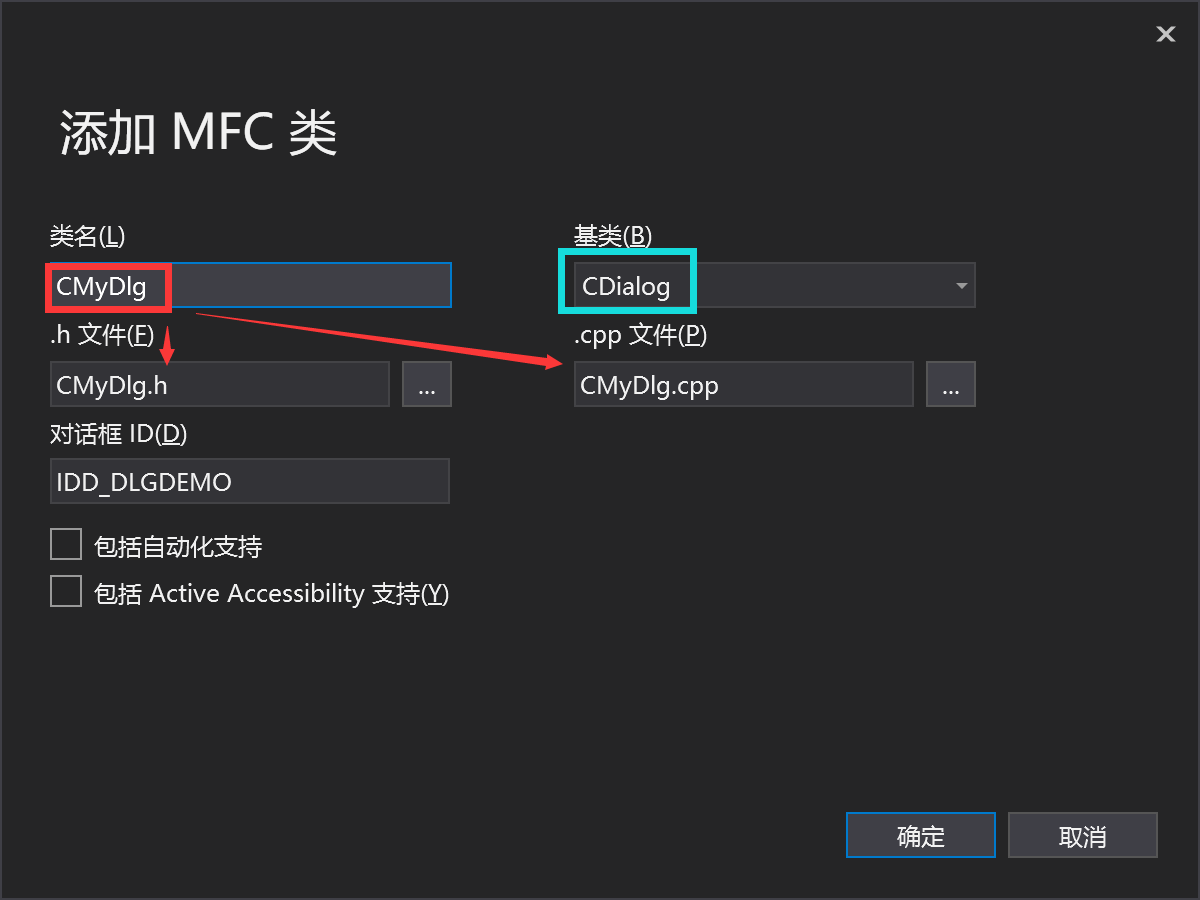 添加 MFC 类
类名(L)
基类(B)
CMyDlg
CDialog
.h 文件(F)
.cpp 文件(P)
CMyDlg.h
...
CMyDlg.cpp
...
对话框 ID(D)
IDD_DLGDEMO
包括自动化支持
包括 Active Accessibility 支持(Y)
确定
取消